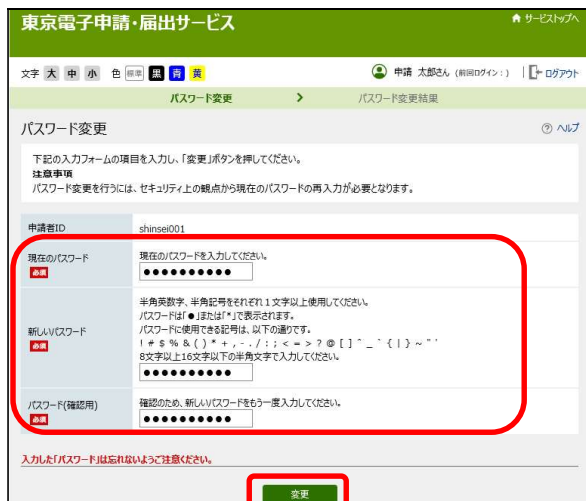 東京電子申請・届出サービス
サービストップへ
文字 大 中 小 色 標準 黒 青 黄
申請 太郎さん (前回ログイン:)
ログアウト
パスワード変更 > パスワード変更結果
パスワード変更
? ヘルプ
下記の入力フォームの項目を入力し、「変更」ボタンを押してください。
注意事項
パスワード変更を行うには、セキュリティ上の観点から現在のパスワードの再入力が必要となります。
申請者ID
shinsei001
現在のパスワード
必須
現在のパスワードを入力してください。
●●●●●●●●●●
新しいパスワード
必須
半角英数字、半角記号をそれぞれ1文字以上使用してください。
パスワードは「●」または「*」で表示されます。
パスワードに使用できる記号は、以下の通りです。
! # $ % & ( ) * + , - . / : ; < = > ? @ [ ] ^ _ ` { | } ~ " '
8文字以上16文字以下の半角文字で入力してください。
●●●●●●●●●●
パスワード(確認用)
必須
確認のため、新しいパスワードをもう一度入力してください。
●●●●●●●●●●
入力した「パスワード」は忘れないようご注意ください。
変更